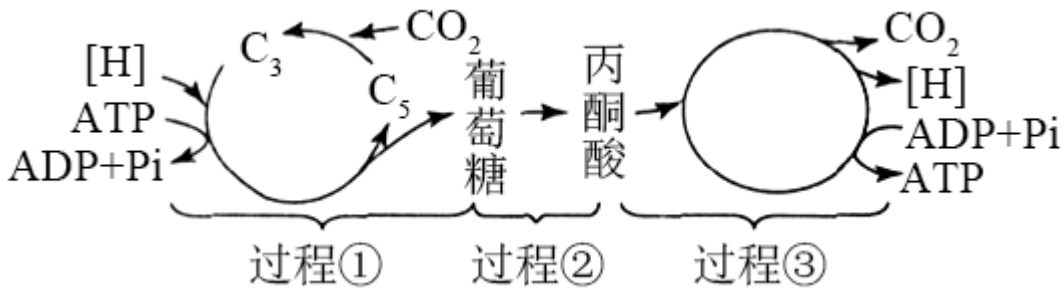 [H]
ATP
ADP+Pi
C₃
CO₂
C₅
葡萄糖
丙酮酸
CO₂
[H]
ADP+Pi
ATP
过程①
过程②
过程③